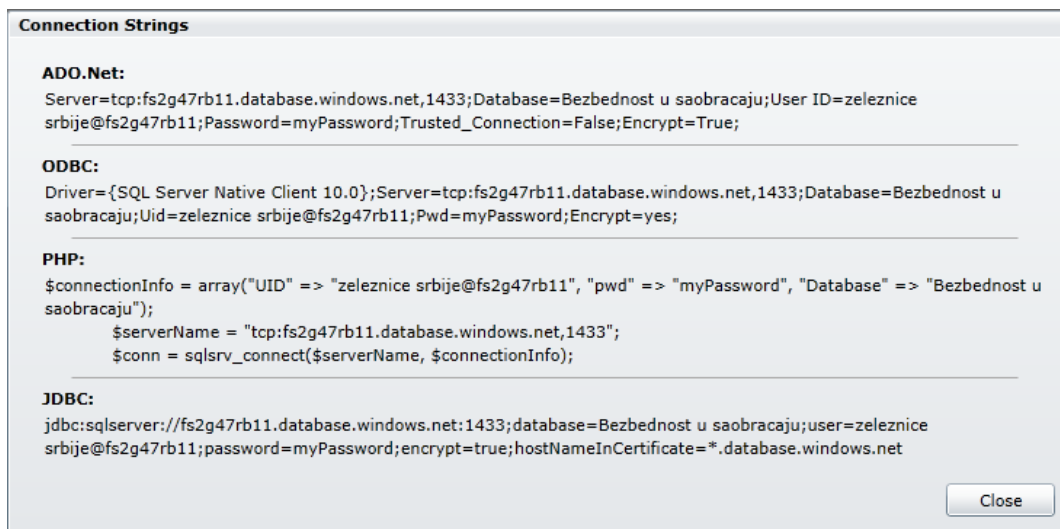 Connection Strings
ADO.Net:
Server=tcp:fs2g47rb11.database.windows.net,1433;Database=Bezbednost u saobracaju;User ID=zeleznice
srbije@fs2g47rb11;Password=myPassword;Trusted_Connection=False;Encrypt=True;
ODBC:
Driver={SQL Server Native Client 10.0};Server=tcp:fs2g47rb11.database.windows.net,1433;Database=Bezbednost u
saobracaju;Uid=zeleznice srbije@fs2g47rb11;Pwd=myPassword;Encrypt=yes;
PHP:
$connectionInfo = array("UID" => "zeleznice srbije@fs2g47rb11", "pwd" => "myPassword", "Database" => "Bezbednost u
saobracaju");
$serverName = "tcp:fs2g47rb11.database.windows.net,1433";
$conn = sqlsrv_connect($serverName, $connectionInfo);
JDBC:
jdbc:sqlserver://fs2g47rb11.database.windows.net:1433;database=Bezbednost u saobracaju;user=zeleznice
srbije@fs2g47rb11;password=myPassword;encrypt=true;hostNameInCertificate=*.database.windows.net
Close